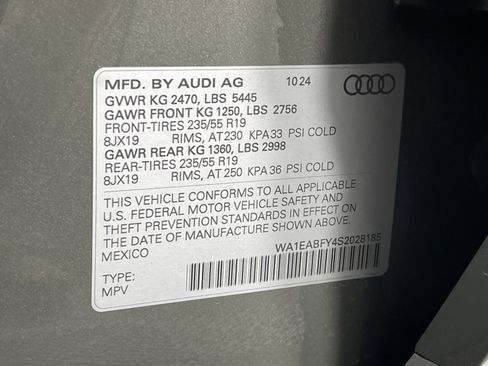 MFD. BY AUDI AG 10 24
GVWR KG 2470, LBS 5445
GAWR FRONT KG 1250, LBS 2756
FRONT-TIRES 235/55 R19
8JX19 RIMS, AT 230 KPA 33 PSI COLD
GAWR REAR KG 1360, LBS 2998
REAR-TIRES 235/55 R19
8JX19 RIMS, AT 250 KPA 36 PSI COLD
THIS VEHICLE CONFORMS TO ALL APPLICABLE
U.S. FEDERAL MOTOR VEHICLE SAFETY AND
THEFT PREVENTION STANDARDS IN EFFECT ON
THE DATE OF MANUFACTURE SHOWN ABOVE.
MEXICO WA1EABFY4S2028185
TYPE:
MPV